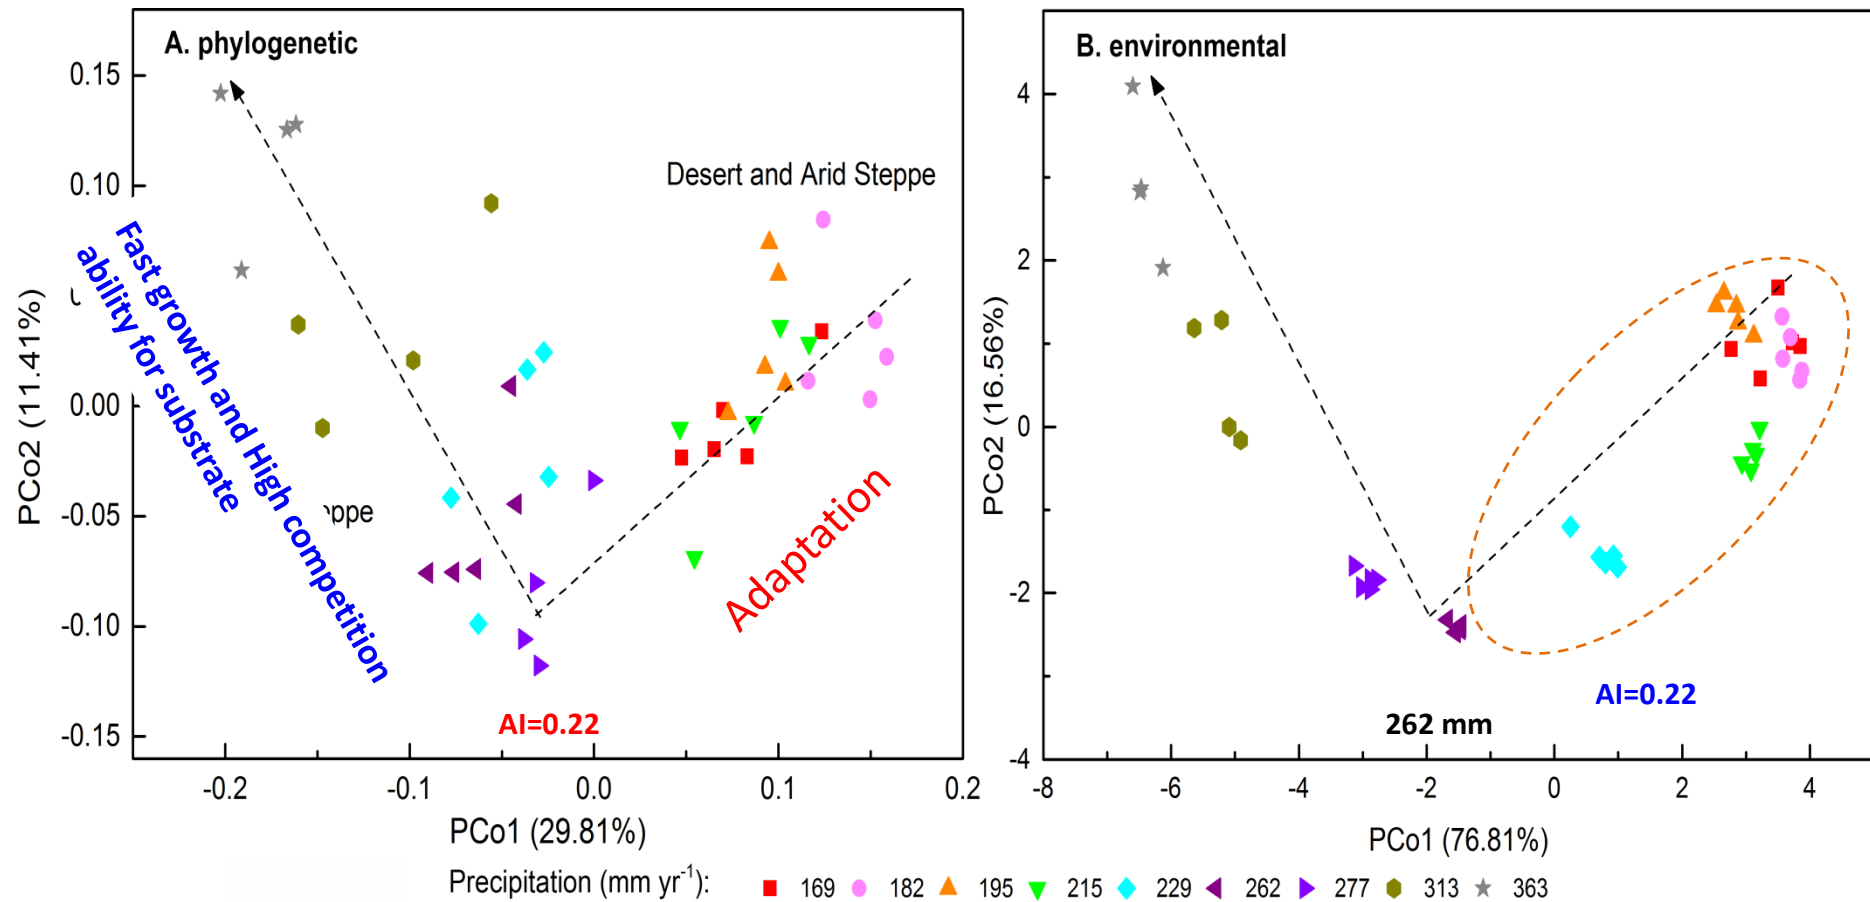 A. phylogenetic
0.15
0.10
0.00
-0.05
-0.10
-0.15
PCo2 (11.41%)
Desert and Arid Steppe
Fast growth and High competition
ability for substrate
eppe
Adaptation
AI=0.22
-0.2
-0.1
0.0
0.1
0.2
PCo1 (29.81%)
B. environmental
4
2
0
-2
-4
PCo2 (16.56%)
AI=0.22
262 mm
-8
-6
-4
-2
0
2
4
PCo1 (76.81%)
Precipitation (mm yr⁻¹): 169 182 195 215 229 262 277 313 363